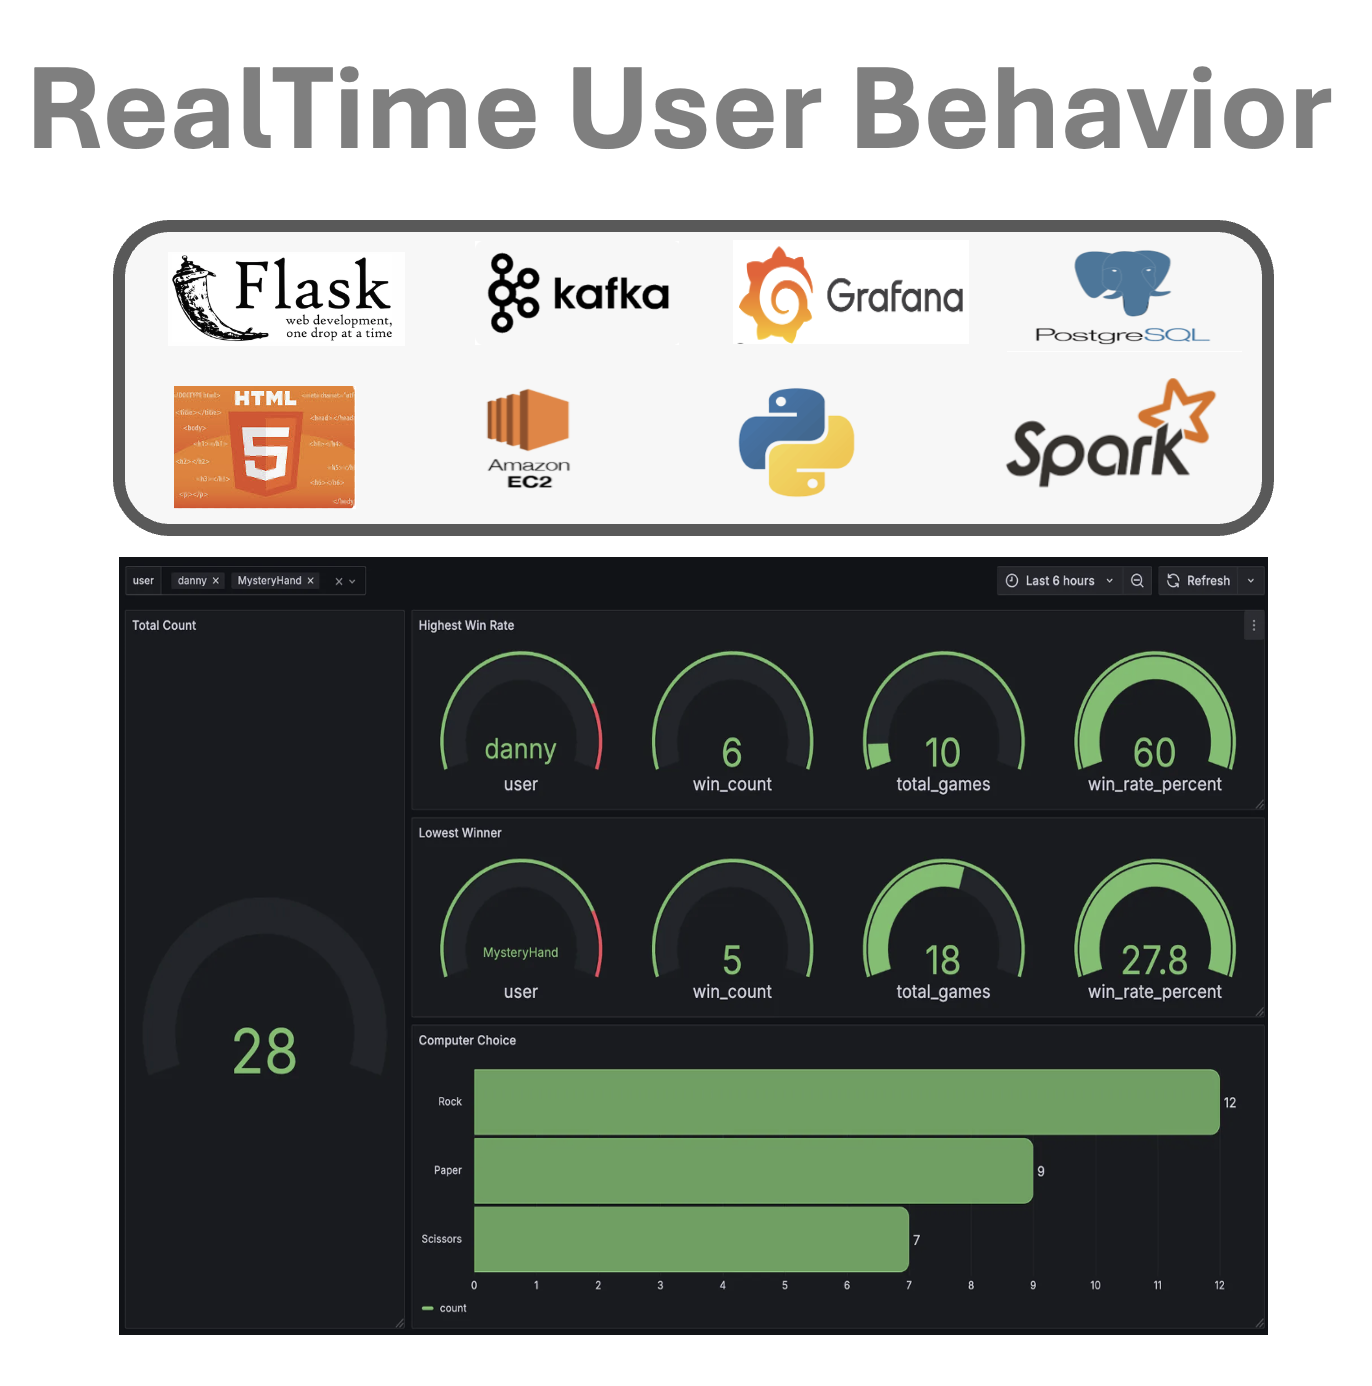 RealTime User Behavior
Flask
web development,
one drop at a time
kafka
Grafana
PostgreSQL
HTML
5
Amazon
EC2
Spark
user danny × MysteryHand ×
Last 6 hours
Refresh
Total Count
28
Highest Win Rate
danny
user
6
win_count
10
total_games
60
win_rate_percent
Lowest Winner
MysteryHand
user
5
win_count
18
total_games
27.8
win_rate_percent
Computer Choice
Rock 12
Paper 9
Scissors 7
0 1 2 3 4 5 6 7 8 9 10 11 12
count